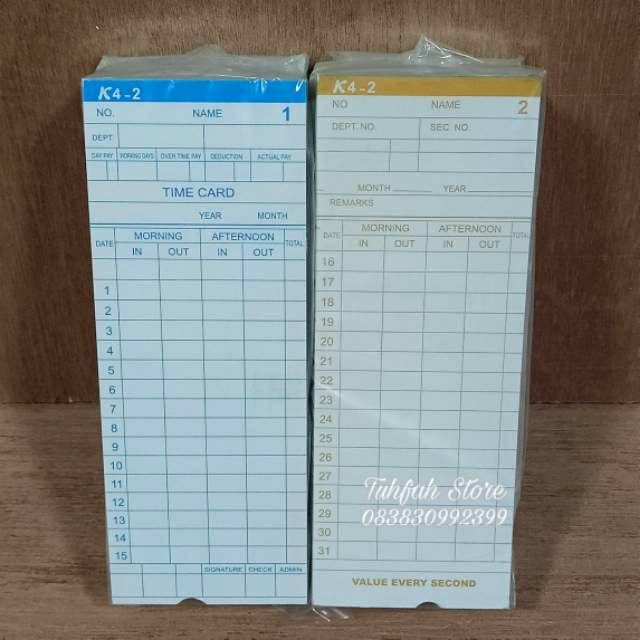 K4-2
NO. NAME 1
DEPT
DAY PAY WORKING DAYS OVER TIME PAY DEDUCTION ACTUAL PAY
TIME CARD
YEAR MONTH
DATE MORNING AFTERNOON TOTAL
IN OUT IN OUT
1
2
3
4
5
6
7
8
9
10
11
12
13
14
15
SIGNATURE CHECK ADMIN
K4-2
NO NAME 2
DEPT. NO. SEC. NO.
MONTH YEAR
REMARKS
DATE MORNING AFTERNOON TOTAL
IN OUT IN OUT
16
17
18
19
20
21
22
23
24
25
26
27
28
29
30
31
VALUE EVERY SECOND
Tuhfah Store
083830992399